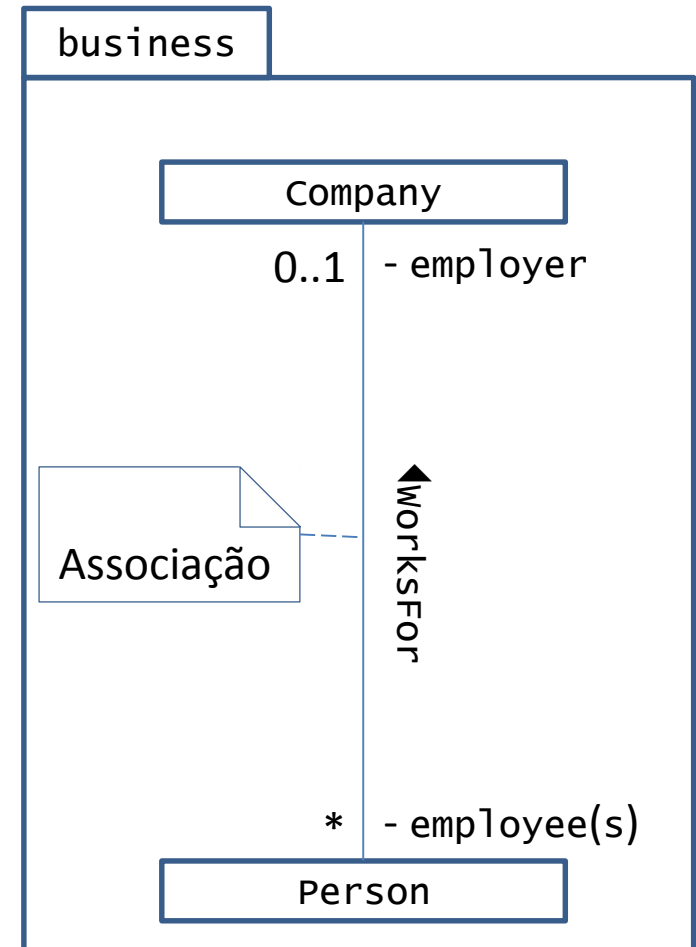 business
Company
0..1 - employer
◀WorksFor
Associação
* - employee(s)
Person